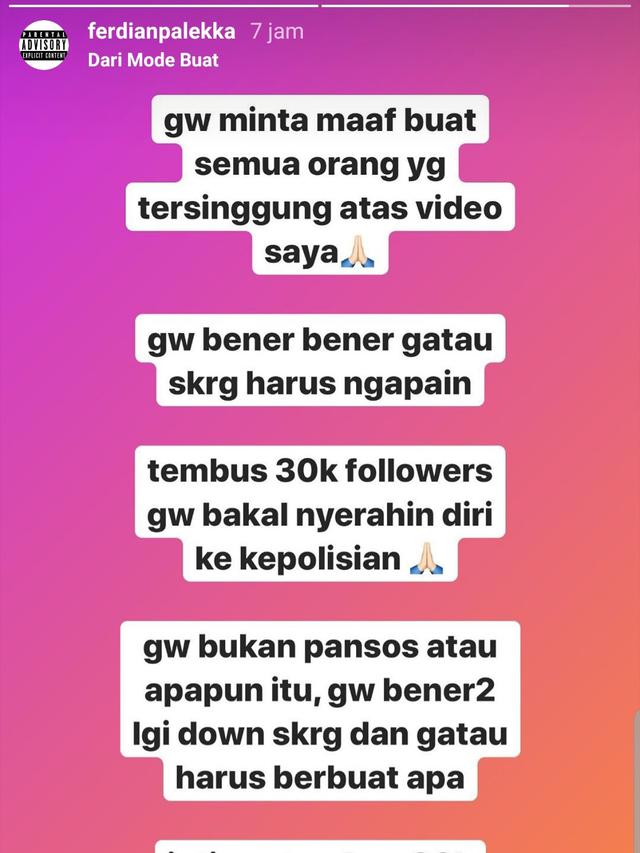 PARENTAL
ADVISORY
EXPLICIT CONTENT
ferdianpalekka 7 jam
Dari Mode Buat
gw minta maaf buat
semua orang yg
tersinggung atas video
saya🙏🏻
gw bener bener gatau
skrg harus ngapain
tembus 30k followers
gw bakal nyerahin diri
ke kepolisian 🙏🏻
gw bukan pansos atau
apapun itu, gw bener2
lgi down skrg dan gatau
harus berbuat apa